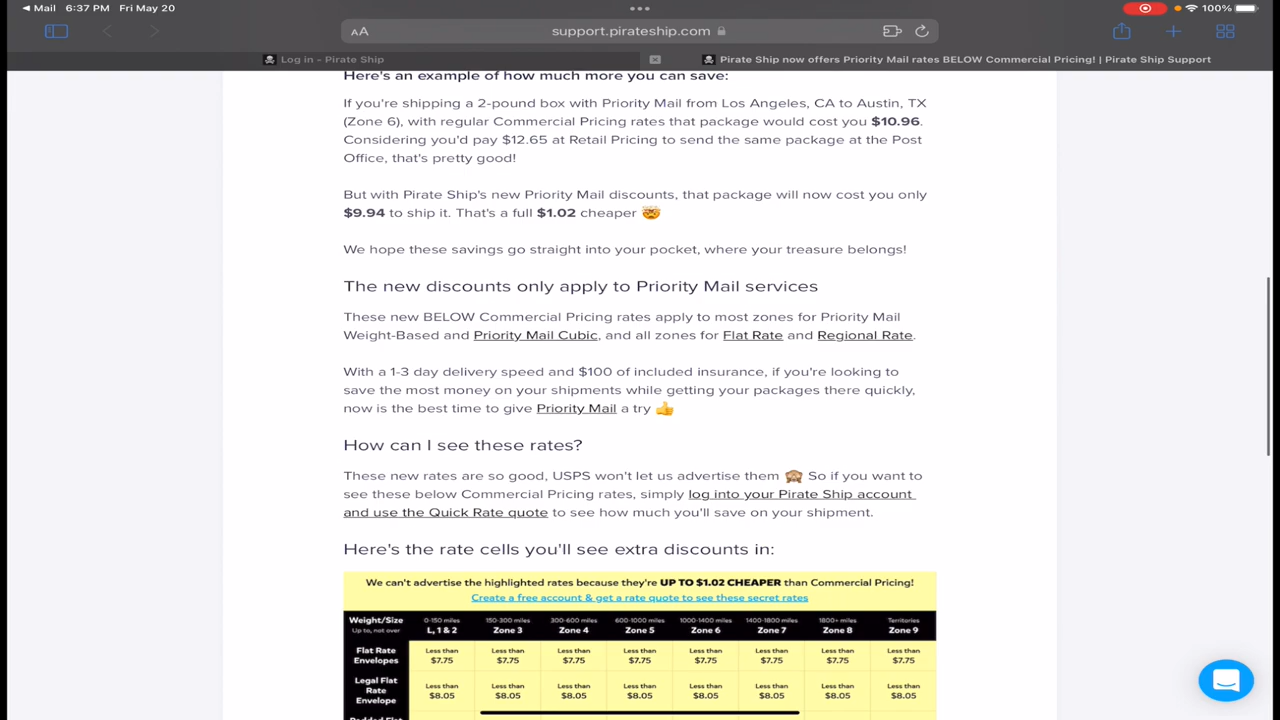 Mail 6:37 PM Fri May 20 100%
AA support.pirateship.com
Log in – Pirate Ship
Pirate Ship now offers Priority Mail rates BELOW Commercial Pricing! | Pirate Ship Support
Here's an example of how much more you can save:
If you're shipping a 2-pound box with Priority Mail from Los Angeles, CA to Austin, TX
(Zone 6), with regular Commercial Pricing rates that package would cost you $10.96.
Considering you'd pay $12.65 at Retail Pricing to send the same package at the Post
Office, that's pretty good!
But with Pirate Ship's new Priority Mail discounts, that package will now cost you only
$9.94 to ship it. That's a full $1.02 cheaper 🤯
We hope these savings go straight into your pocket, where your treasure belongs!
The new discounts only apply to Priority Mail services
These new BELOW Commercial Pricing rates apply to most zones for Priority Mail
Weight-Based and Priority Mail Cubic, and all zones for Flat Rate and Regional Rate.
With a 1-3 day delivery speed and $100 of included insurance, if you're looking to
save the most money on your shipments while getting your packages there quickly,
now is the best time to give Priority Mail a try 👍
How can I see these rates?
These new rates are so good, USPS won't let us advertise them 🙈 So if you want to
see these below Commercial Pricing rates, simply log into your Pirate Ship account
and use the Quick Rate quote to see how much you'll save on your shipment.
Here's the rate cells you'll see extra discounts in:
We can't advertise the highlighted rates because they're UP TO $1.02 CHEAPER than Commercial Pricing!
Create a free account & get a rate quote to see these secret rates
Weight/Size 0-150 miles 150-300 miles 300-600 miles 600-1000 miles 1000-1400 miles 1400-1800 miles 1800+ miles Territories
Up to, not over L, 1 & 2 Zone 3 Zone 4 Zone 5 Zone 6 Zone 7 Zone 8 Zone 9
Flat Rate Less than Less than Less than Less than Less than Less than Less than Less than
Envelopes $7.75 $7.75 $7.75 $7.75 $7.75 $7.75 $7.75 $7.75
Legal Flat
Rate Less than Less than Less than Less than Less than Less than Less than Less than
Envelope $8.05 $8.05 $8.05 $8.05 $8.05 $8.05 $8.05 $8.05